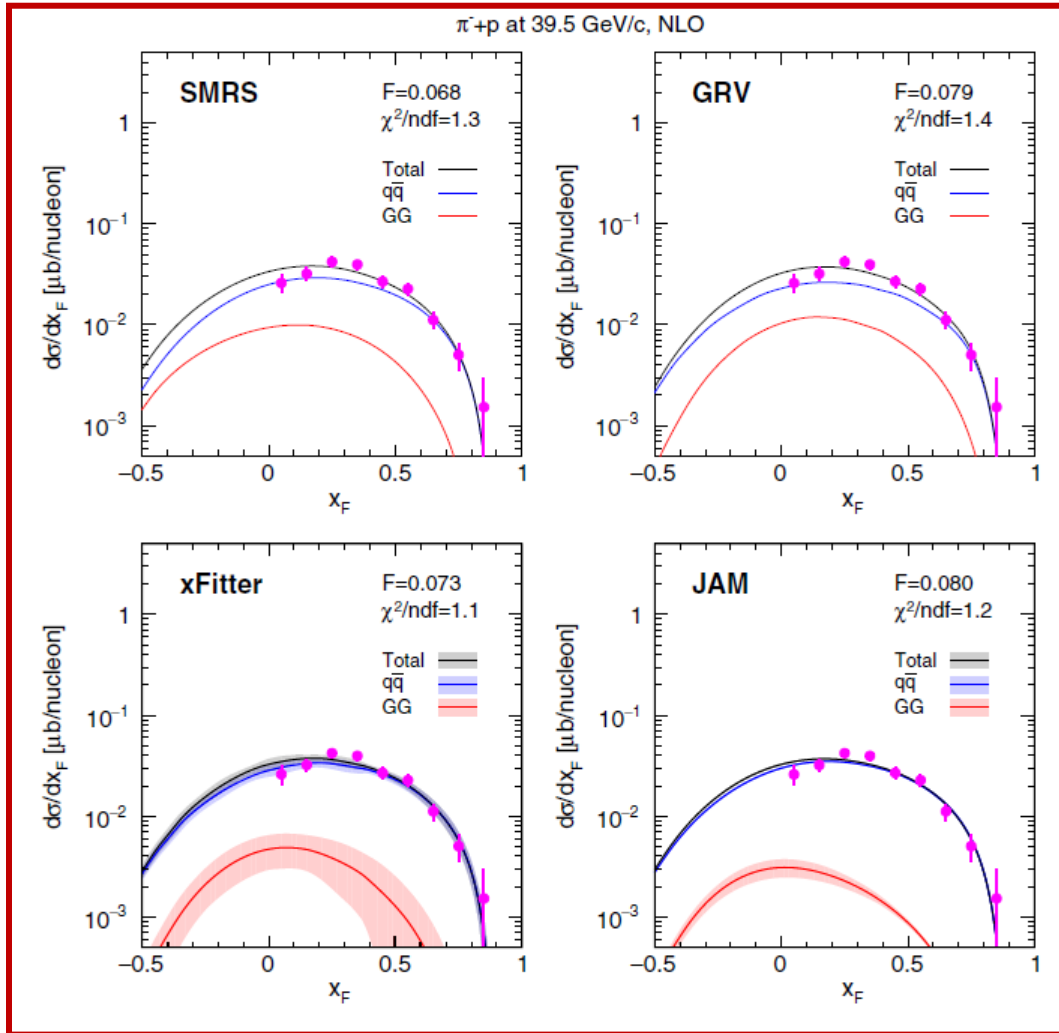 π⁻+p at 39.5 GeV/c, NLO
SMRS
F=0.068
χ²/ndf=1.3
Total
qq̅
GG
dσ/dx_F [μb/nucleon]
1
10⁻¹
10⁻²
10⁻³
−0.5 0 0.5 1
x_F
GRV
F=0.079
χ²/ndf=1.4
Total
qq̅
GG
dσ/dx_F [μb/nucleon]
1
10⁻¹
10⁻²
10⁻³
−0.5 0 0.5 1
x_F
xFitter
F=0.073
χ²/ndf=1.1
Total
qq̅
GG
dσ/dx_F [μb/nucleon]
1
10⁻¹
10⁻²
10⁻³
−0.5 0 0.5 1
x_F
JAM
F=0.080
χ²/ndf=1.2
Total
qq̅
GG
dσ/dx_F [μb/nucleon]
1
10⁻¹
10⁻²
10⁻³
−0.5 0 0.5 1
x_F